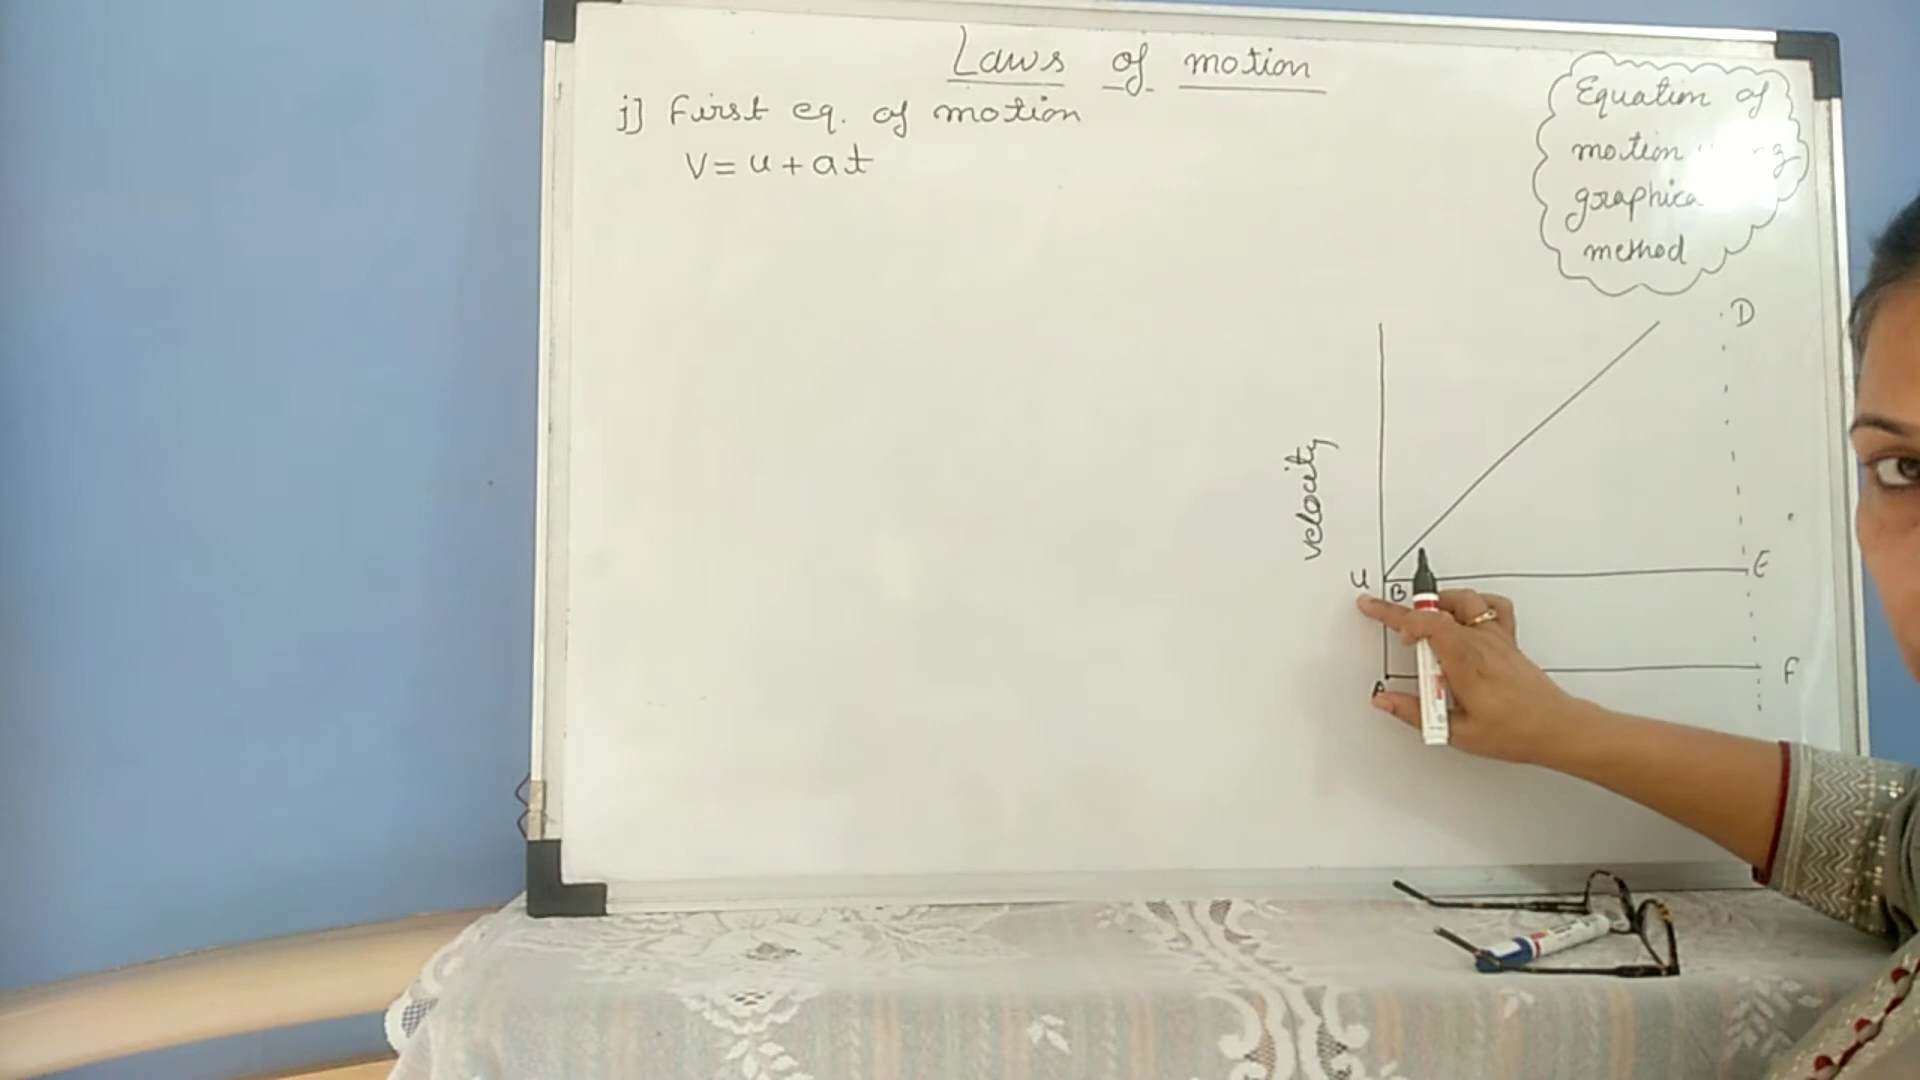 Laws of motion
j] First eq. of motion
V = u + at
Equation of
motion
graphica
method
D
velocity
E
u
B
F
A